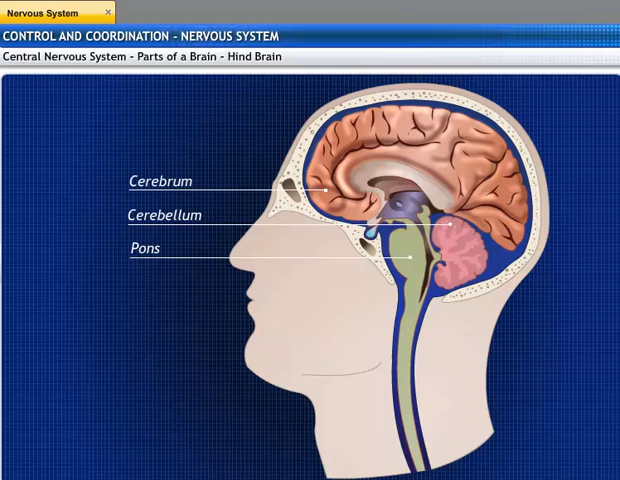 Nervous System
CONTROL AND COORDINATION - NERVOUS SYSTEM
Central Nervous System - Parts of a Brain - Hind Brain
Cerebrum
Cerebellum
Pons